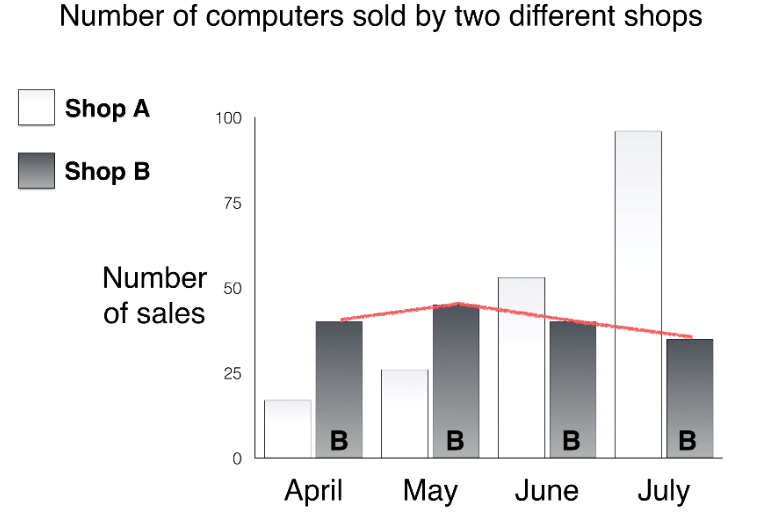 Number of computers sold by two different shops
Shop A
Shop B
Number
of sales
100
75
50
25
0
B
B
B
B
April
May
June
July